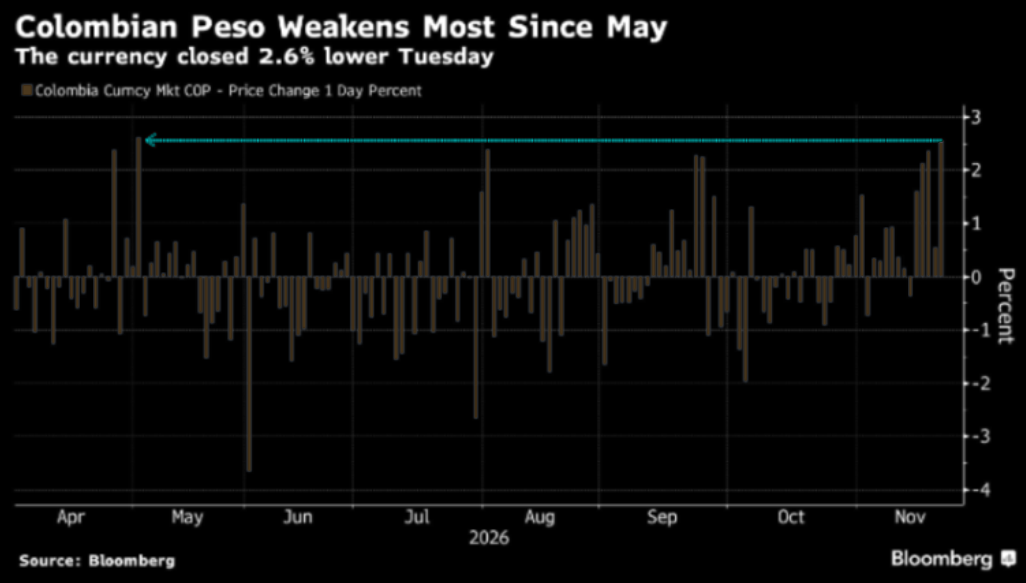 Colombian Peso Weakens Most Since May
The currency closed 2.6% lower Tuesday
Colombia Curncy Mkt COP - Price Change 1 Day Percent
3
2
1
0
-1
-2
-3
-4
Percent
Apr May Jun Jul Aug Sep Oct Nov
2026
Source: Bloomberg
Bloomberg